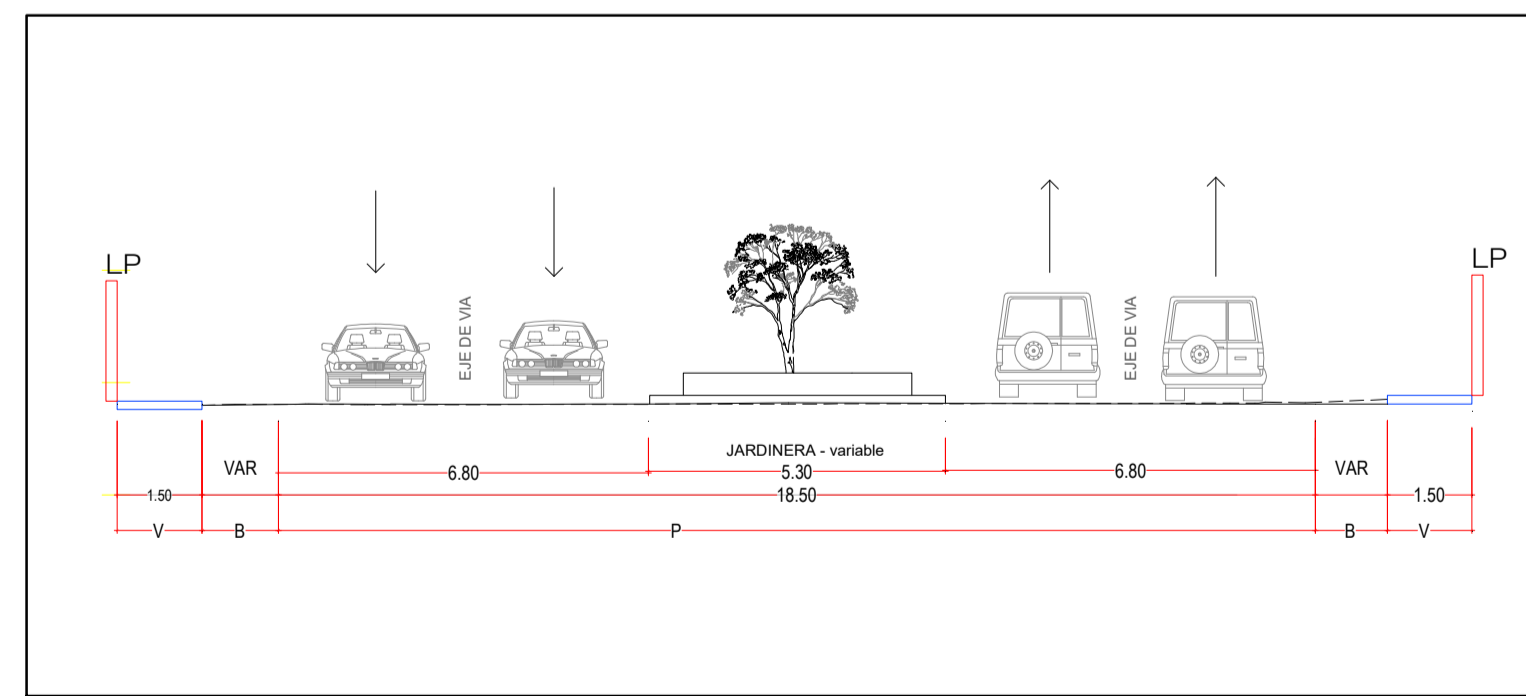 LP LP
EJE DE VIA EJE DE VIA
JARDINERA - variable
VAR 6.80 5.30 6.80 VAR
1.50 18.50 1.50
V B P B V